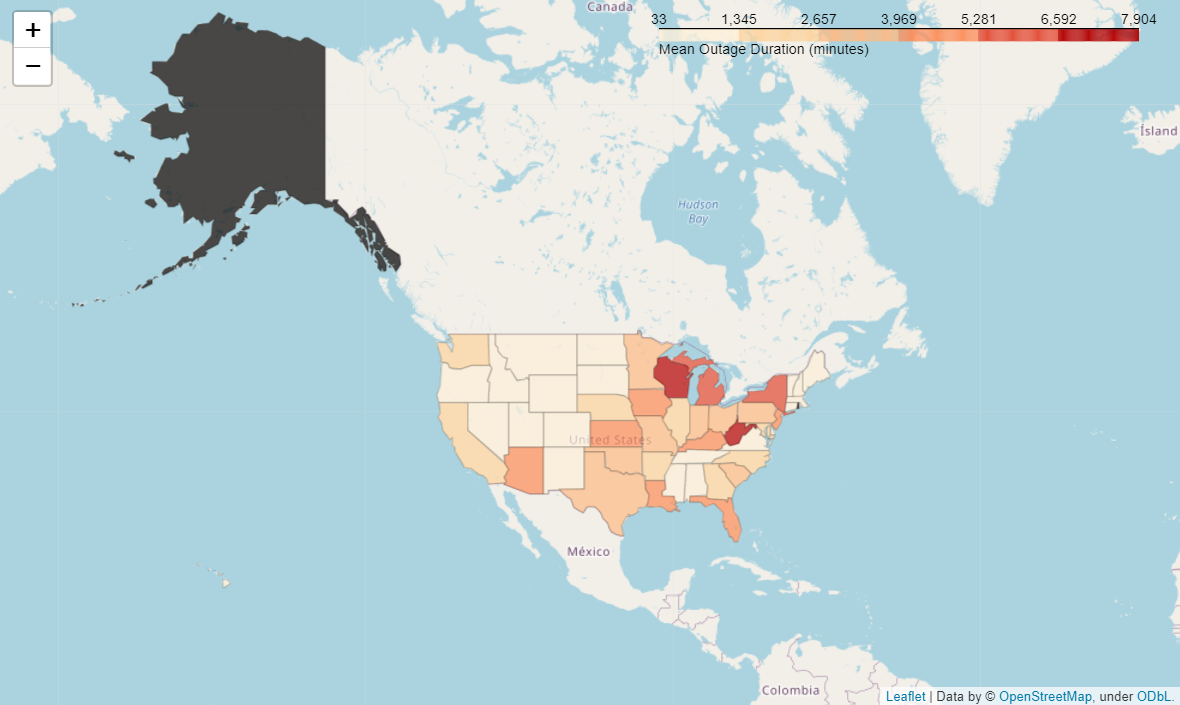 +
−
Canada
33 1,345 2,657 3,969 5,281 6,592 7,904
Mean Outage Duration (minutes)
Ísland
Hudson
Bay
United States
México
Colombia
Leaflet | Data by © OpenStreetMap, under ODbL.